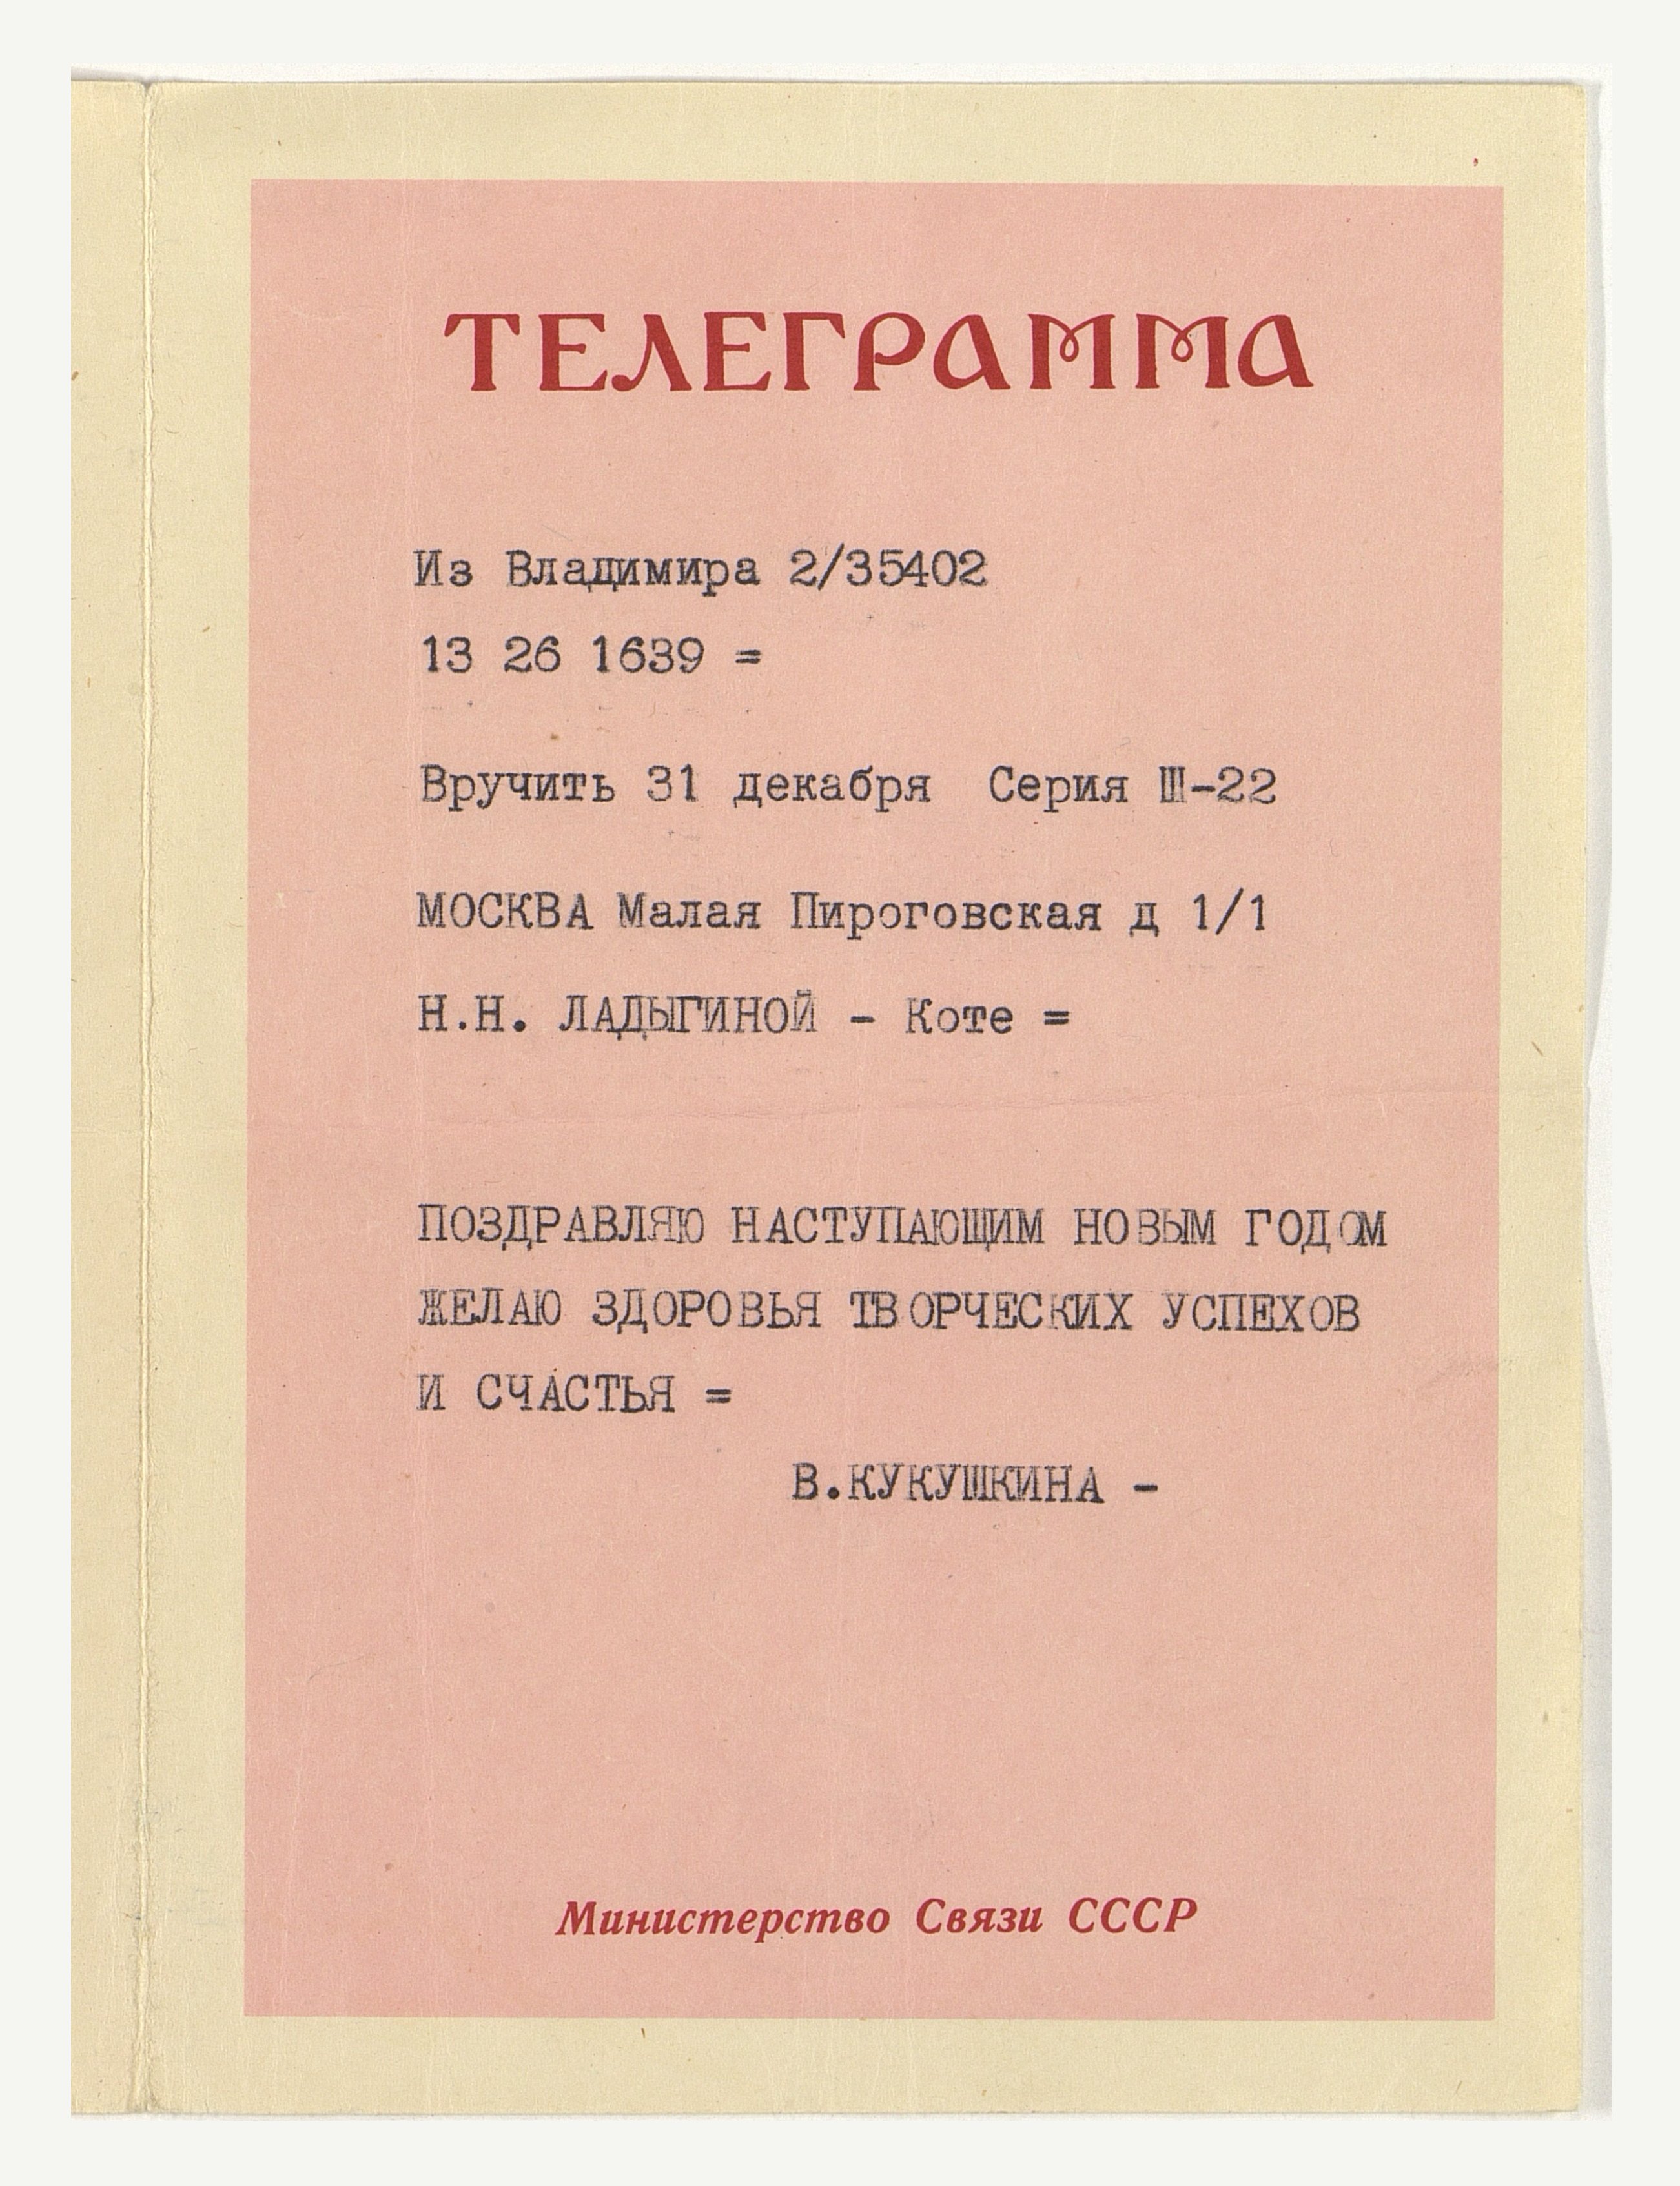 ТЕЛЕГРАММА
Из Владимира 2/35402
13 26 1639 =
Вручить 31 декабря Серия Ш-22
МОСКВА Малая Пироговская д 1/1
Н.Н. ЛАДЫГИНОЙ - Коте =
ПОЗДРАВЛЯЮ НАСТУПАЮЩИМ НОВЫМ ГОДОМ
ЖЕЛАЮ ЗДОРОВЬЯ ТВОРЧЕСКИХ УСПЕХОВ
И СЧАСТЬЯ =
В.КУКУШКИНА -
Министерство Связи СССР